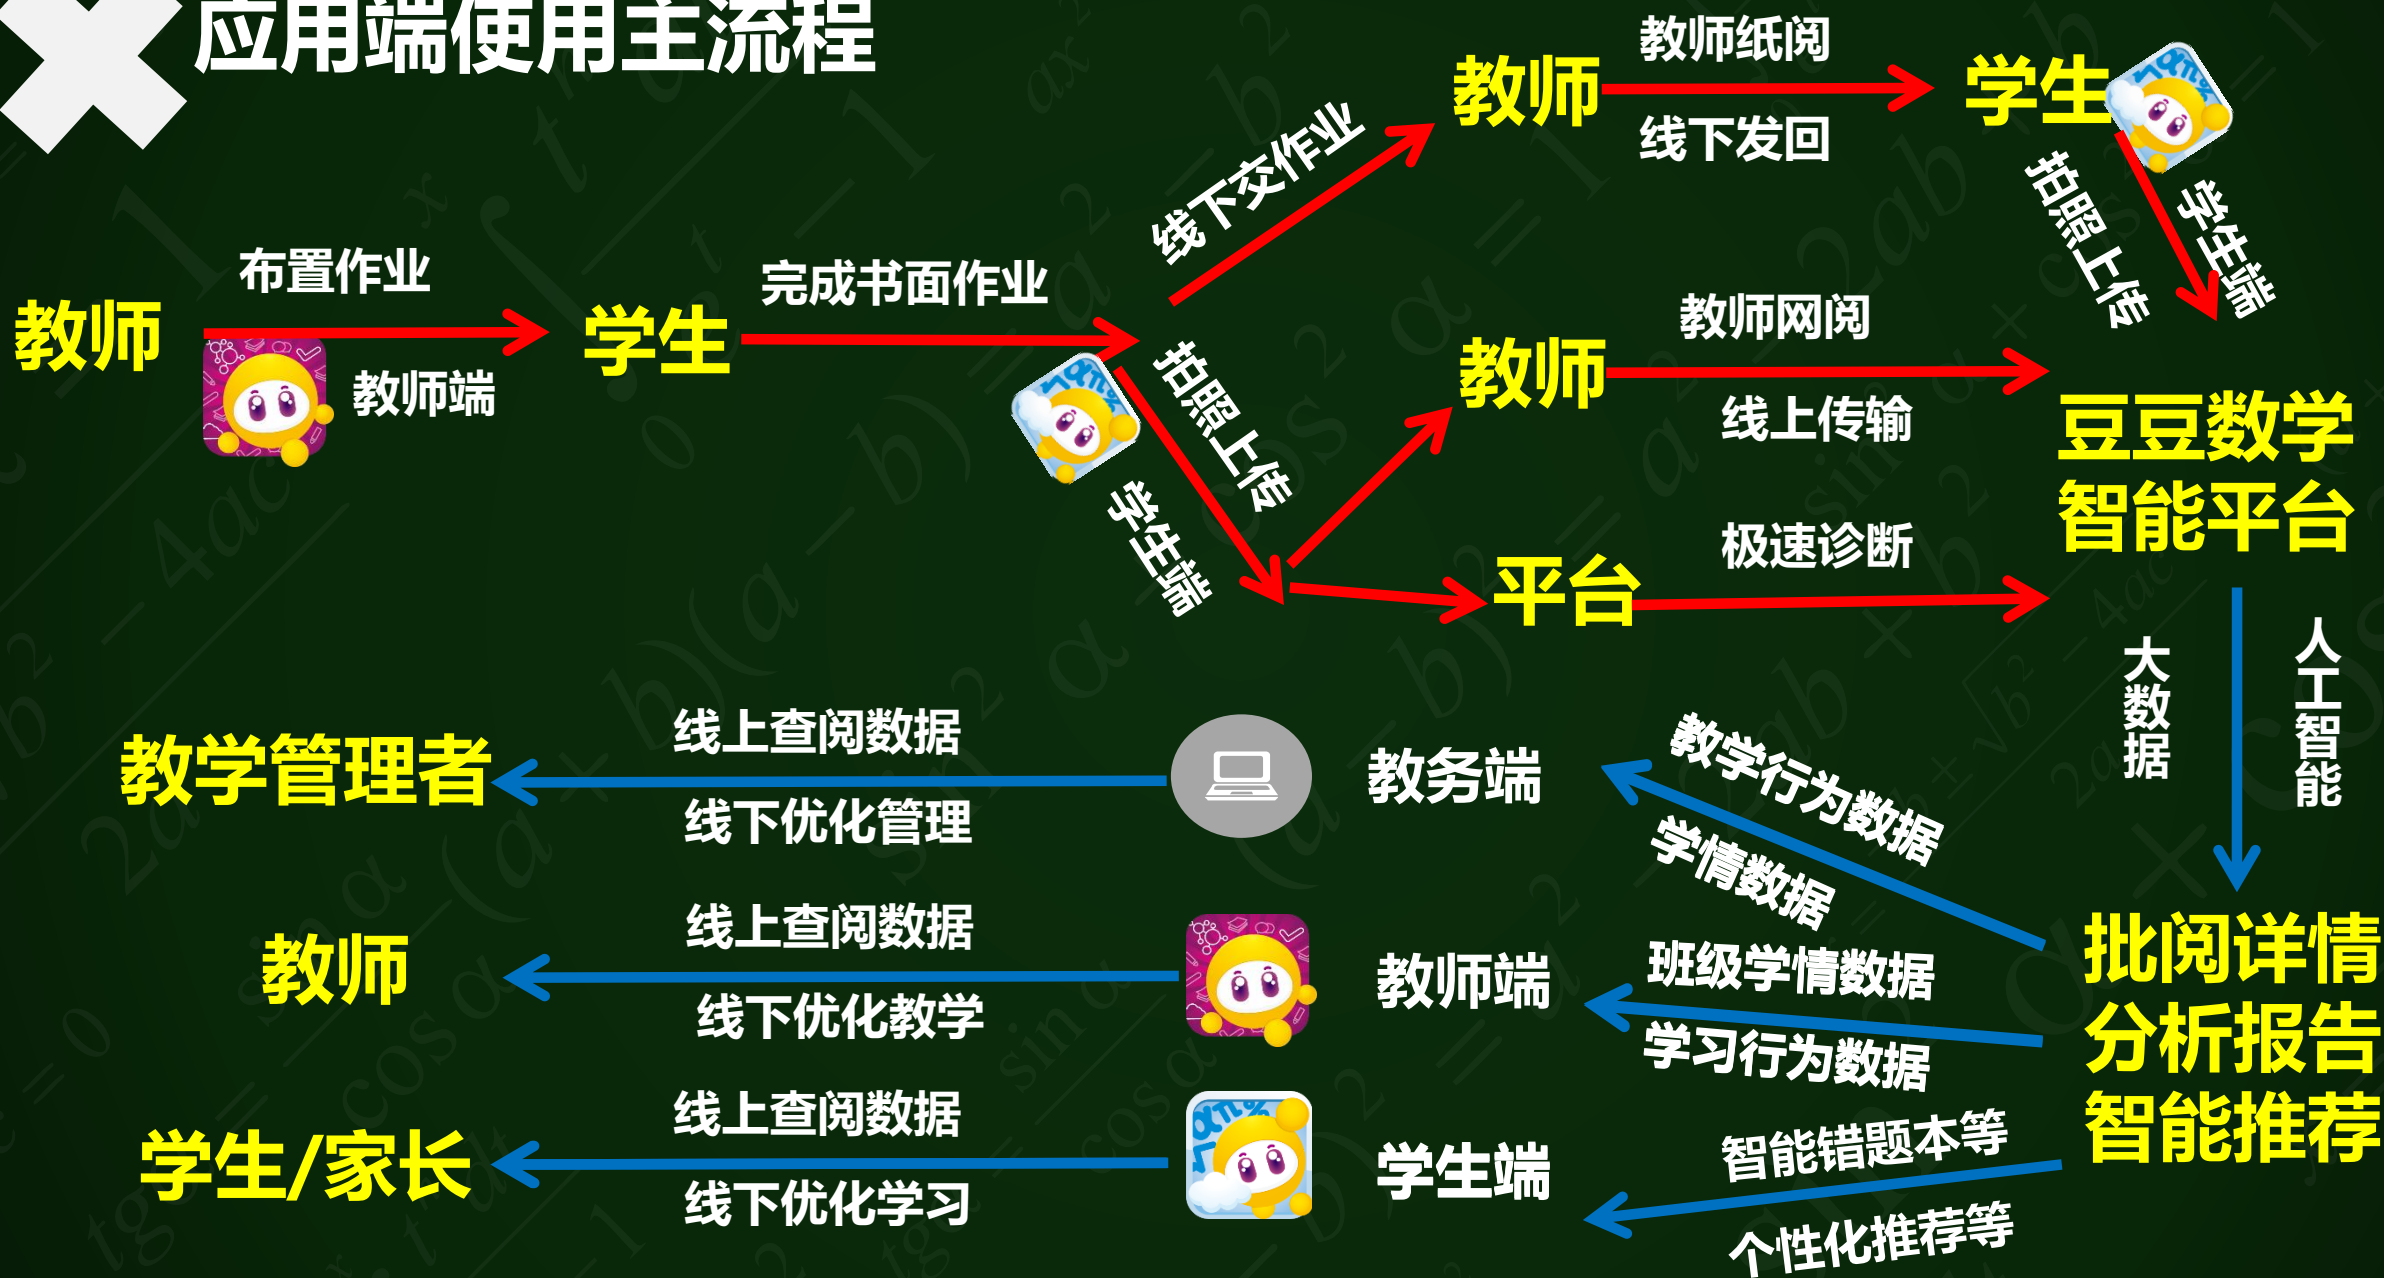 应用端使用主流程
教师
布置作业
教师端
学生
完成书面作业
线下交作业
教师
教师纸阅
线下发回
学生
拍照上传
学生端
拍照上传
学生端
教师
教师网阅
线上传输
平台
极速诊断
豆豆数学
智能平台
大数据
人工智能
批阅详情
分析报告
智能推荐
教学行为数据
学情数据
教务端
线上查阅数据
线下优化管理
教学管理者
班级学情数据
学习行为数据
教师端
线上查阅数据
线下优化教学
教师
智能错题本等
个性化推荐等
学生端
线上查阅数据
线下优化学习
学生/家长